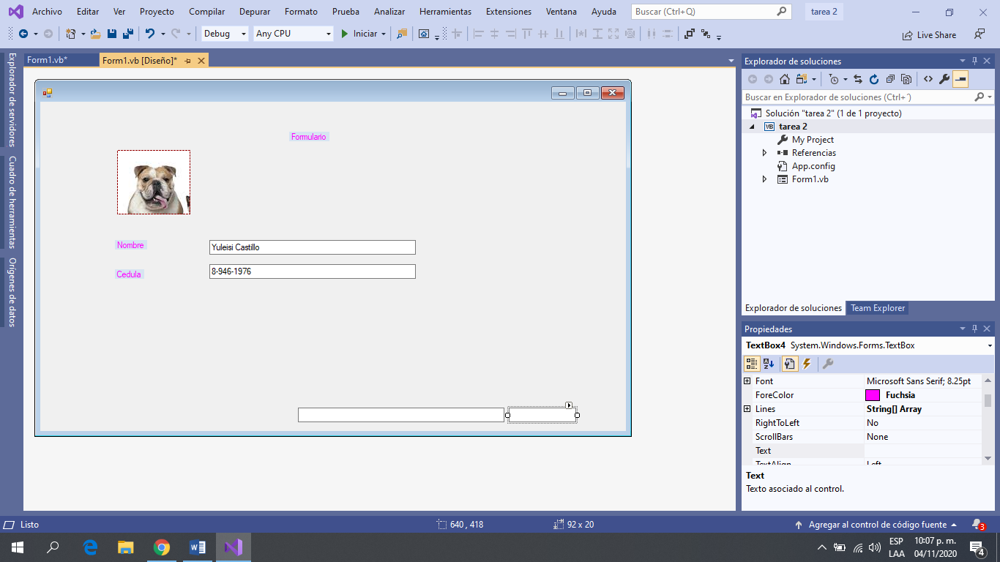 Archivo Editar Ver Proyecto Compilar Depurar Formato Prueba Analizar Herramientas Extensiones Ventana Ayuda Buscar (Ctrl+Q) tarea 2
Debug Any CPU Iniciar Live Share
Explorador de servidores
Cuadro de herramientas
Orígenes de datos
Form1.vb* Form1.vb [Diseño]*
Formulario
Nombre Yuleisi Castillo
Cedula 8-946-1976
Explorador de soluciones
Buscar en Explorador de soluciones (Ctrl+´)
Solución "tarea 2" (1 de 1 proyecto)
VB tarea 2
My Project
Referencias
App.config
Form1.vb
Explorador de soluciones Team Explorer
Propiedades
TextBox4 System.Windows.Forms.TextBox
Font Microsoft Sans Serif; 8.25pt
ForeColor Fuchsia
Lines String[] Array
RightToLeft No
ScrollBars None
Text
TextAlign Left
Text
Texto asociado al control.
Listo 640 , 418 92 x 20 Agregar al control de código fuente 3
ESP 10:07 p. m.
LAA 04/11/2020 4